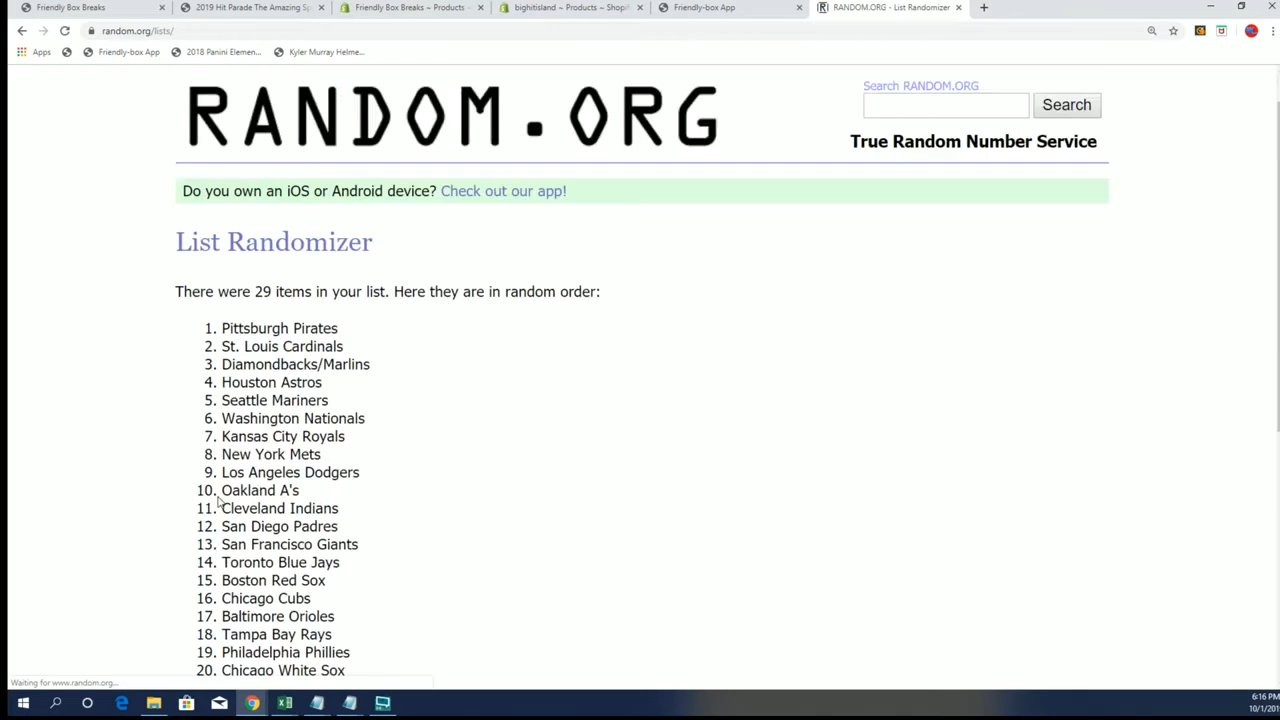 Friendly Box Breaks
2019 Hit Parade The Amazing Sp
Friendly Box Breaks ~ Products ~
bighitisland ~ Products ~ Shopif
Friendly-box App
RANDOM.ORG - List Randomizer
random.org/lists/
Apps
Friendly-box App
2018 Panini Elemen...
Kyler Murray Helme...
RANDOM.ORG
Search RANDOM.ORG
Search
True Random Number Service
Do you own an iOS or Android device? Check out our app!
List Randomizer
There were 29 items in your list. Here they are in random order:
1. Pittsburgh Pirates
2. St. Louis Cardinals
3. Diamondbacks/Marlins
4. Houston Astros
5. Seattle Mariners
6. Washington Nationals
7. Kansas City Royals
8. New York Mets
9. Los Angeles Dodgers
10. Oakland A's
11. Cleveland Indians
12. San Diego Padres
13. San Francisco Giants
14. Toronto Blue Jays
15. Boston Red Sox
16. Chicago Cubs
17. Baltimore Orioles
18. Tampa Bay Rays
19. Philadelphia Phillies
20. Chicago White Sox
Waiting for www.random.org...
6:16 PM
10/1/20